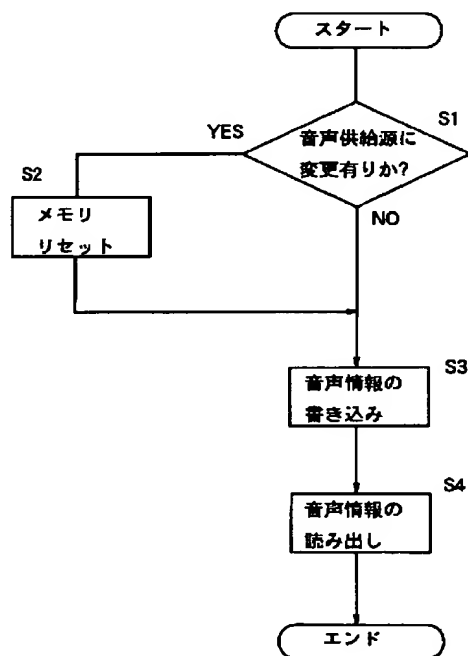 スタート
S1
YES
音声供給源に
変更有りか?
S2
NO
メモリ
リセット
S3
音声情報の
書き込み
S4
音声情報の
読み出し
エンド